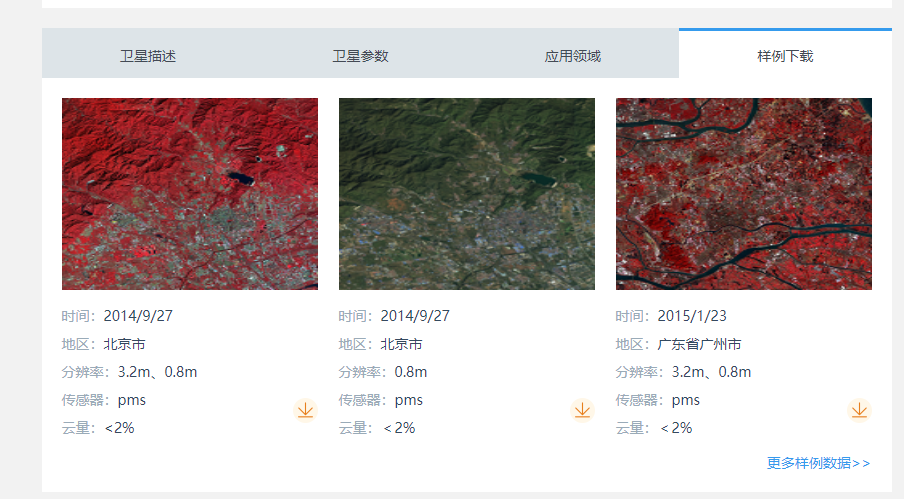 卫星描述 卫星参数 应用领域 样例下载
时间：2014/9/27
地区：北京市
分辨率：3.2m、0.8m
传感器：pms
云量：<2%
时间：2014/9/27
地区：北京市
分辨率：0.8m
传感器：pms
云量：＜2%
时间：2015/1/23
地区：广东省广州市
分辨率：3.2m、0.8m
传感器：pms
云量：＜2%
更多样例数据>>